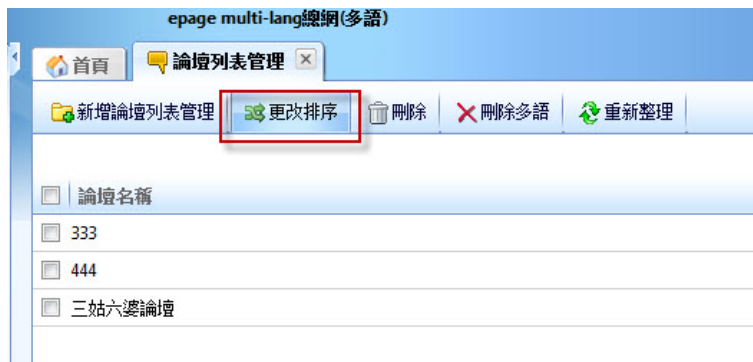 epage multi-lang總網(多語)
首頁 論壇列表管理
新增論壇列表管理 更改排序 刪除 刪除多語 重新整理
論壇名稱
333
444
三姑六婆論壇